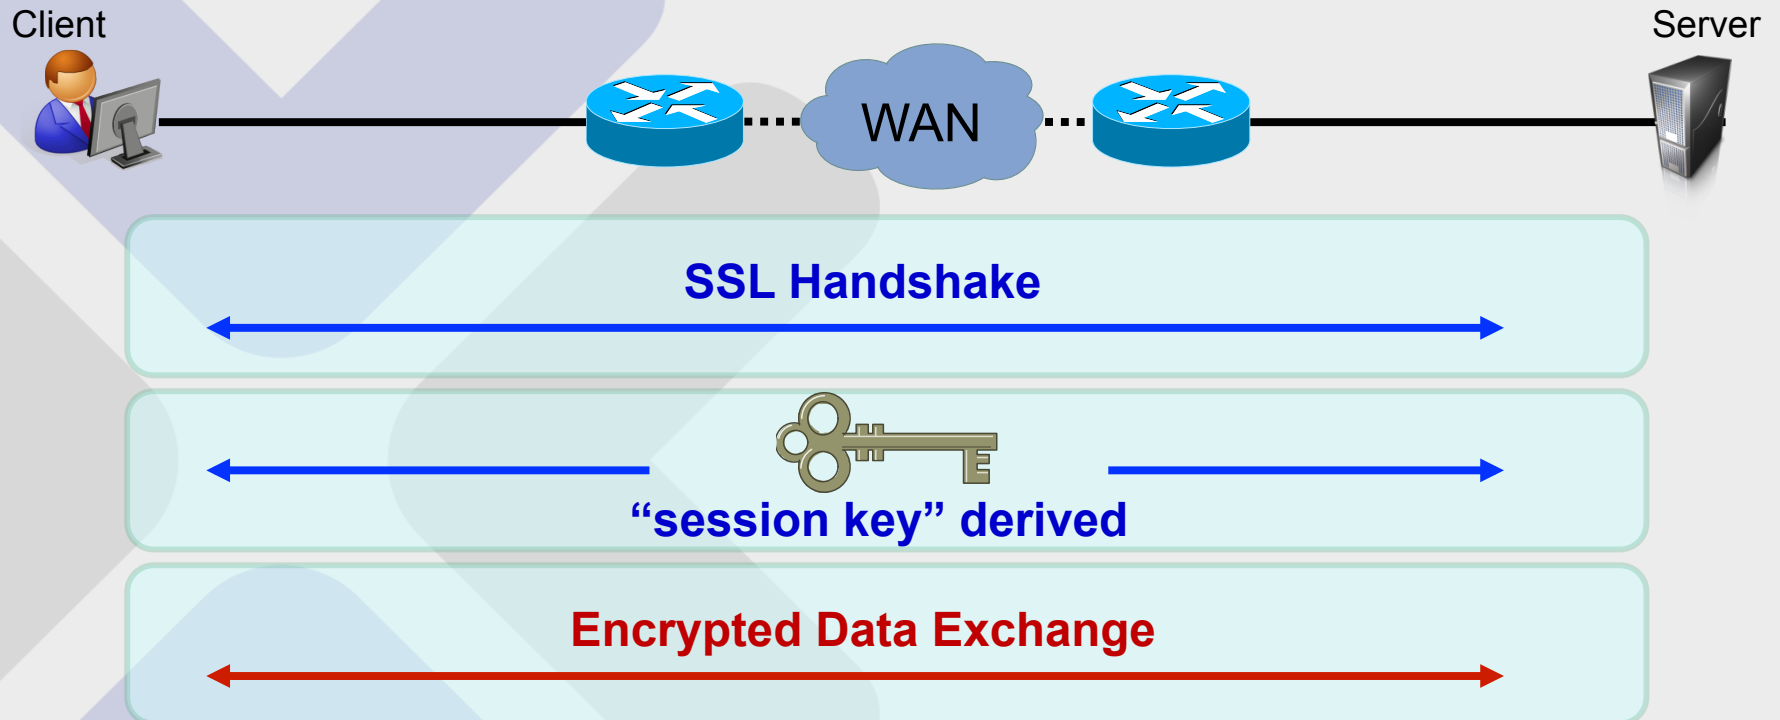 Client
Server
WAN
SSL Handshake
“session key” derived
Encrypted Data Exchange